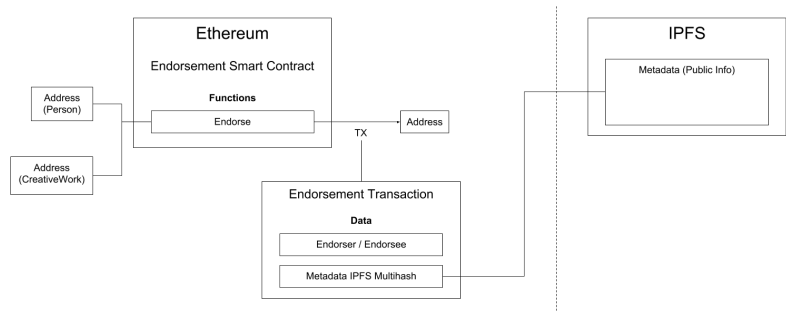 Ethereum
Endorsement Smart Contract
Functions
Endorse
Address
(Person)
Address
(CreativeWork)
TX
Address
Endorsement Transaction
Data
Endorser / Endorsee
Metadata IPFS Multihash
IPFS
Metadata (Public Info)